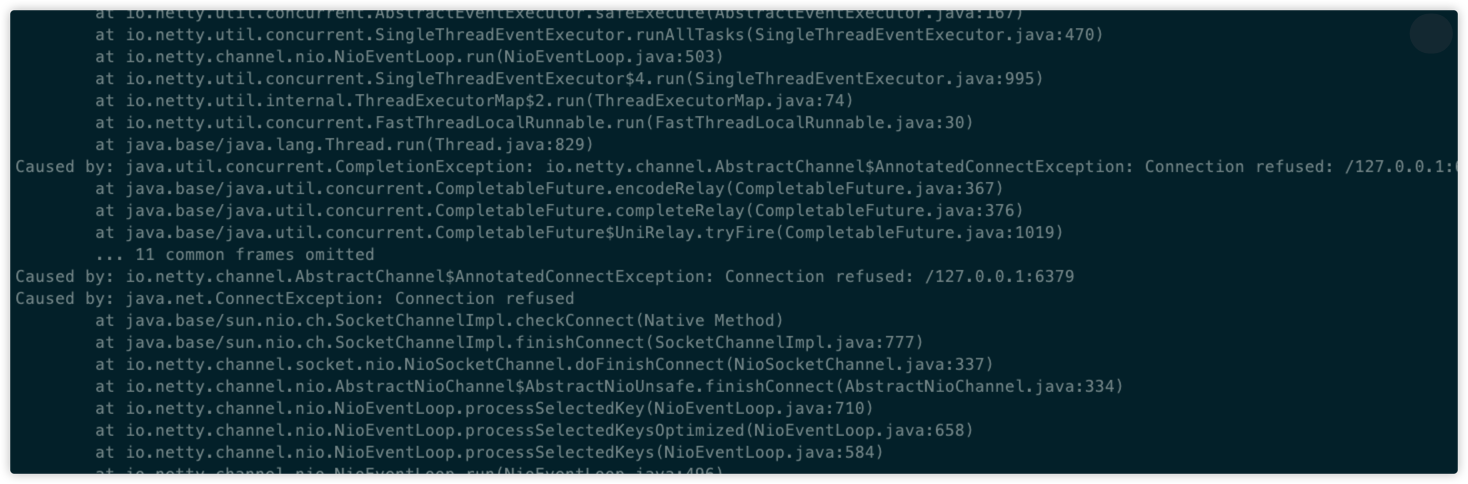 at io.netty.util.concurrent.AbstractEventExecutor.safeExecute(AbstractEventExecutor.java:167)
at io.netty.util.concurrent.SingleThreadEventExecutor.runAllTasks(SingleThreadEventExecutor.java:470)
at io.netty.channel.nio.NioEventLoop.run(NioEventLoop.java:503)
at io.netty.util.concurrent.SingleThreadEventExecutor$4.run(SingleThreadEventExecutor.java:995)
at io.netty.util.internal.ThreadExecutorMap$2.run(ThreadExecutorMap.java:74)
at io.netty.util.concurrent.FastThreadLocalRunnable.run(FastThreadLocalRunnable.java:30)
at java.base/java.lang.Thread.run(Thread.java:829)
Caused by: java.util.concurrent.CompletionException: io.netty.channel.AbstractChannel$AnnotatedConnectException: Connection refused: /127.0.0.1:
at java.base/java.util.concurrent.CompletableFuture.encodeRelay(CompletableFuture.java:367)
at java.base/java.util.concurrent.CompletableFuture.completeRelay(CompletableFuture.java:376)
at java.base/java.util.concurrent.CompletableFuture$UniRelay.tryFire(CompletableFuture.java:1019)
... 11 common frames omitted
Caused by: io.netty.channel.AbstractChannel$AnnotatedConnectException: Connection refused: /127.0.0.1:6379
Caused by: java.net.ConnectException: Connection refused
at java.base/sun.nio.ch.SocketChannelImpl.checkConnect(Native Method)
at java.base/sun.nio.ch.SocketChannelImpl.finishConnect(SocketChannelImpl.java:777)
at io.netty.channel.socket.nio.NioSocketChannel.doFinishConnect(NioSocketChannel.java:337)
at io.netty.channel.nio.AbstractNioChannel$AbstractNioUnsafe.finishConnect(AbstractNioChannel.java:334)
at io.netty.channel.nio.NioEventLoop.processSelectedKey(NioEventLoop.java:710)
at io.netty.channel.nio.NioEventLoop.processSelectedKeysOptimized(NioEventLoop.java:658)
at io.netty.channel.nio.NioEventLoop.processSelectedKeys(NioEventLoop.java:584)
at io.netty.channel.nio.NioEventLoop.run(NioEventLoop.java:496)